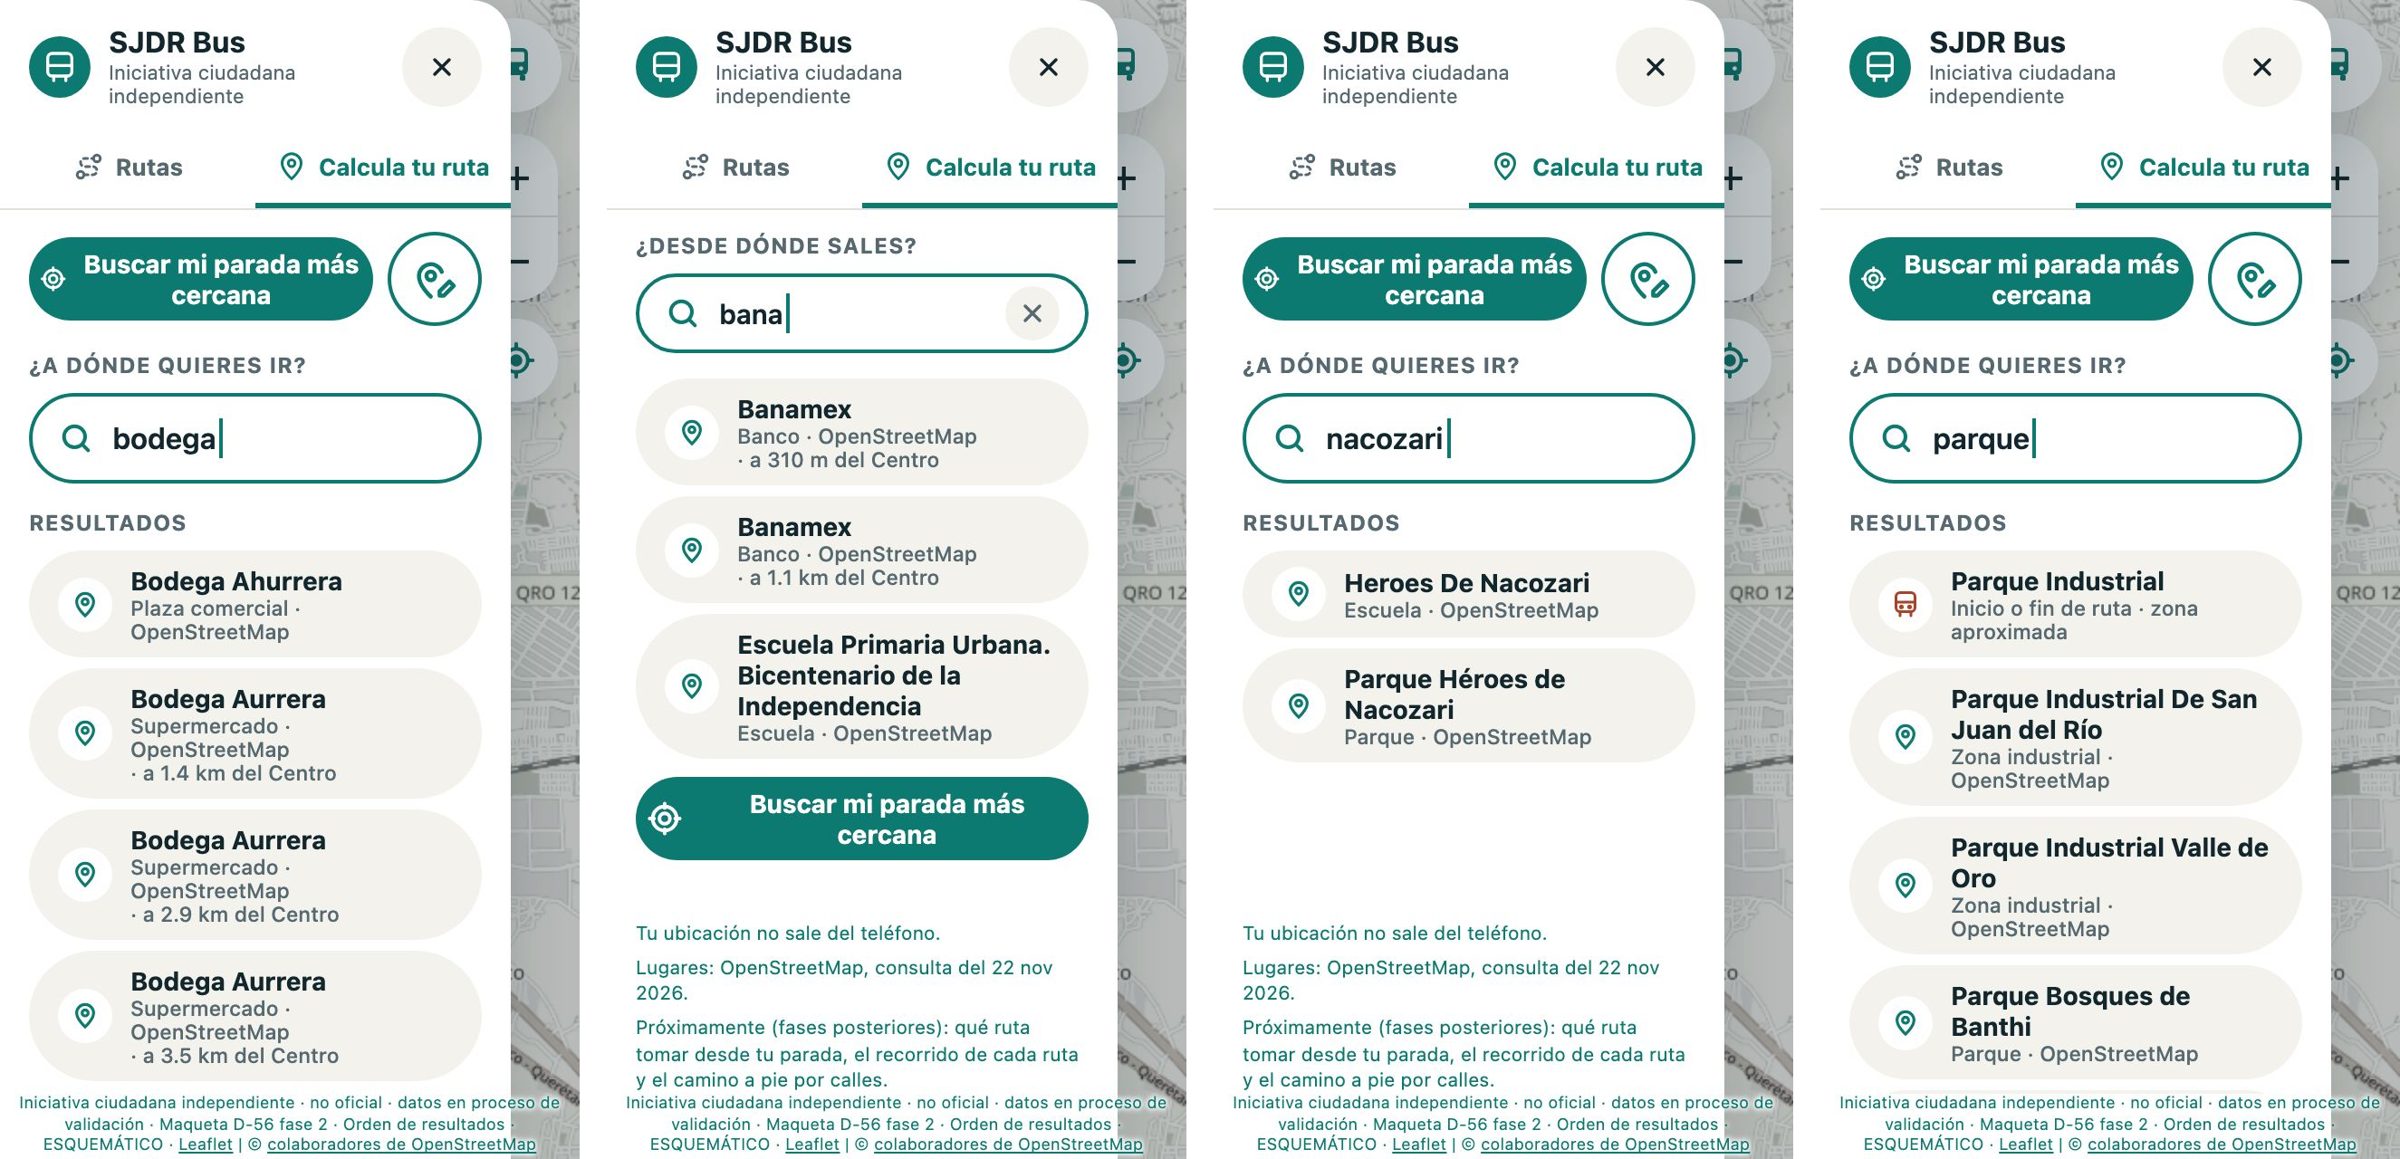 SJDR Bus
Iniciativa ciudadana
independiente
Rutas
Calcula tu ruta
Buscar mi parada más
cercana
¿A DÓNDE QUIERES IR?
bodega
RESULTADOS
Bodega Ahurrera
Plaza comercial ·
OpenStreetMap
Bodega Aurrera
Supermercado ·
OpenStreetMap
· a 1.4 km del Centro
Bodega Aurrera
Supermercado ·
OpenStreetMap
· a 2.9 km del Centro
Bodega Aurrera
Supermercado ·
OpenStreetMap
· a 3.5 km del Centro
QRO 12
Iniciativa ciudadana independiente · no oficial · datos en proceso de
validación · Maqueta D-56 fase 2 · Orden de resultados ·
ESQUEMÁTICO · Leaflet | © colaboradores de OpenStreetMap
SJDR Bus
Iniciativa ciudadana
independiente
Rutas
Calcula tu ruta
¿DESDE DÓNDE SALES?
bana
Banamex
Banco · OpenStreetMap
· a 310 m del Centro
Banamex
Banco · OpenStreetMap
· a 1.1 km del Centro
Escuela Primaria Urbana.
Bicentenario de la
Independencia
Escuela · OpenStreetMap
Buscar mi parada más
cercana
QRO 12
Tu ubicación no sale del teléfono.
Lugares: OpenStreetMap, consulta del 22 nov
2026.
Próximamente (fases posteriores): qué ruta
tomar desde tu parada, el recorrido de cada ruta
y el camino a pie por calles.
Iniciativa ciudadana independiente · no oficial · datos en proceso de
validación · Maqueta D-56 fase 2 · Orden de resultados ·
ESQUEMÁTICO · Leaflet | © colaboradores de OpenStreetMap
SJDR Bus
Iniciativa ciudadana
independiente
Rutas
Calcula tu ruta
Buscar mi parada más
cercana
¿A DÓNDE QUIERES IR?
nacozari
RESULTADOS
Heroes De Nacozari
Escuela · OpenStreetMap
Parque Héroes de
Nacozari
Parque · OpenStreetMap
QRO 12
Tu ubicación no sale del teléfono.
Lugares: OpenStreetMap, consulta del 22 nov
2026.
Próximamente (fases posteriores): qué ruta
tomar desde tu parada, el recorrido de cada ruta
y el camino a pie por calles.
Iniciativa ciudadana independiente · no oficial · datos en proceso de
validación · Maqueta D-56 fase 2 · Orden de resultados ·
ESQUEMÁTICO · Leaflet | © colaboradores de OpenStreetMap
SJDR Bus
Iniciativa ciudadana
independiente
Rutas
Calcula tu ruta
Buscar mi parada más
cercana
¿A DÓNDE QUIERES IR?
parque
RESULTADOS
Parque Industrial
Inicio o fin de ruta · zona
aproximada
Parque Industrial De San
Juan del Río
Zona industrial ·
OpenStreetMap
Parque Industrial Valle de
Oro
Zona industrial ·
OpenStreetMap
Parque Bosques de
Banthi
Parque · OpenStreetMap
QRO 12
Iniciativa ciudadana independiente · no oficial · datos en proceso de
validación · Maqueta D-56 fase 2 · Orden de resultados ·
ESQUEMÁTICO · Leaflet | © colaboradores de OpenStreetMap